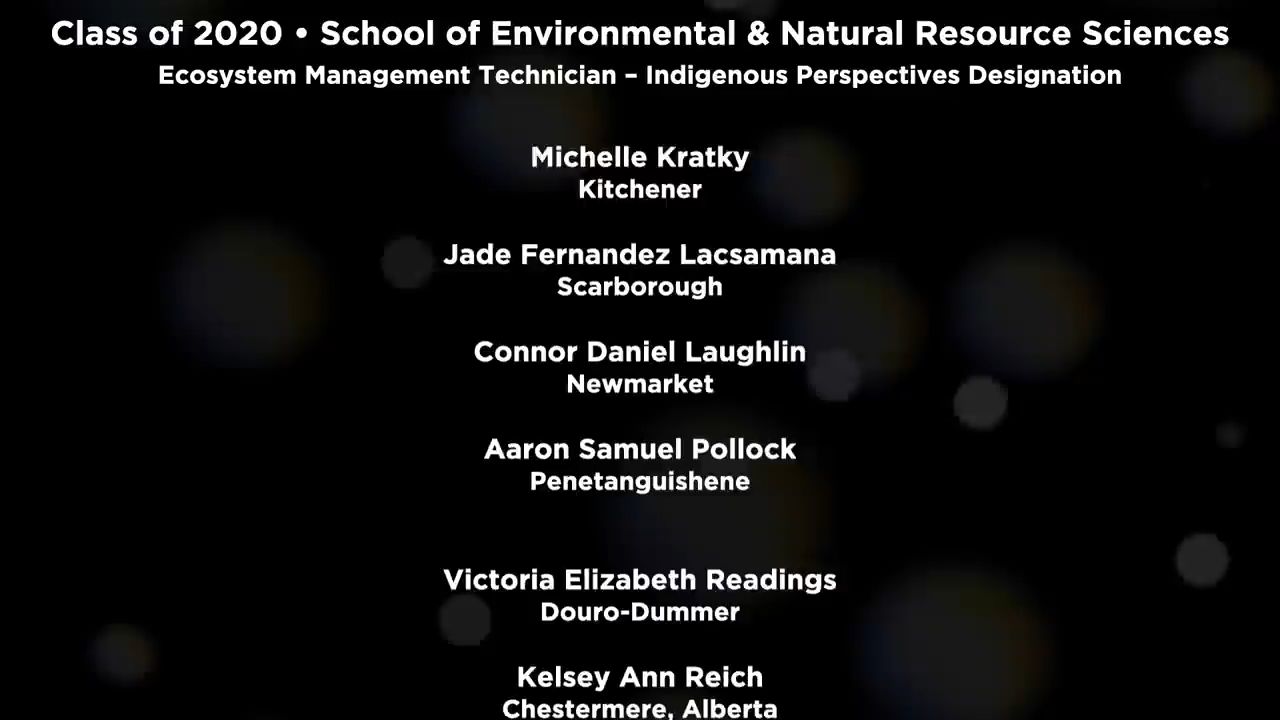 Class of 2020 • School of Environmental & Natural Resource Sciences
Ecosystem Management Technician – Indigenous Perspectives Designation
Michelle Kratky
Kitchener
Jade Fernandez Lacsamana
Scarborough
Connor Daniel Laughlin
Newmarket
Aaron Samuel Pollock
Penetanguishene
Victoria Elizabeth Readings
Douro-Dummer
Kelsey Ann Reich
Chestermere, Alberta